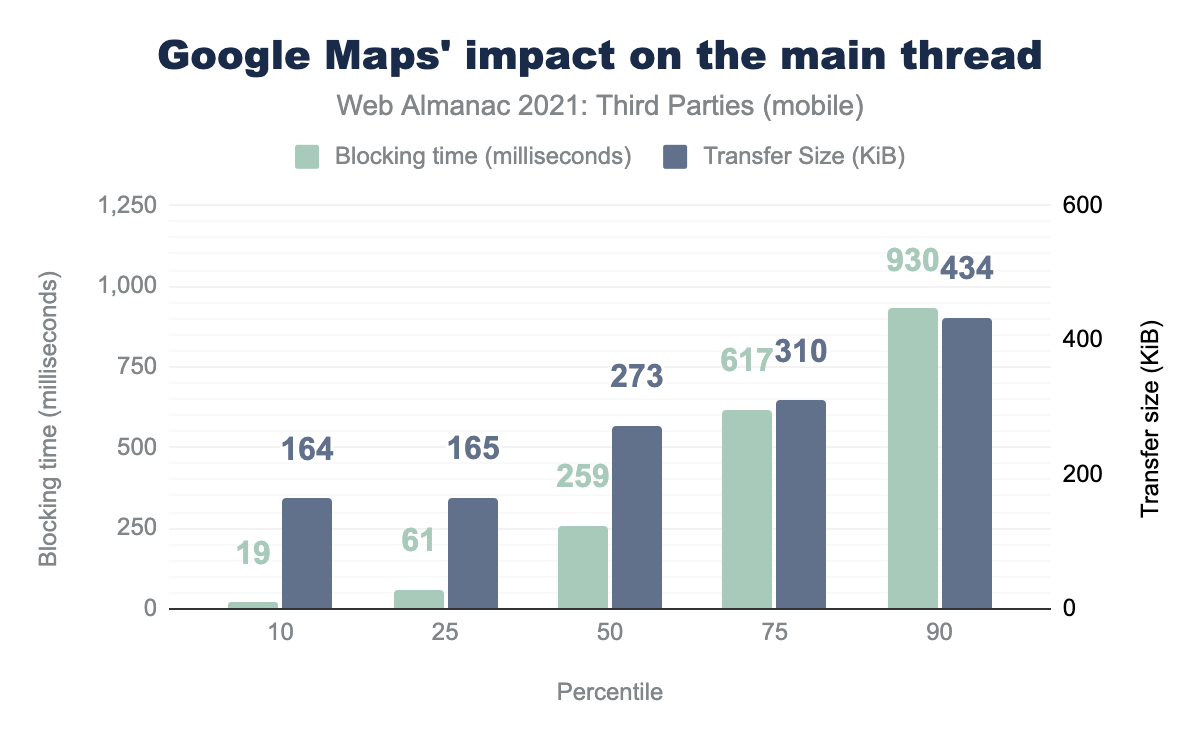 Google Maps' impact on the main thread
Web Almanac 2021: Third Parties (mobile)
Blocking time (milliseconds) Transfer Size (KiB)
Blocking time (milliseconds)
1,250
1,000
750
500
250
0
19 164
61 165
259 273
617 310
930 434
600
400
200
0
Transfer size (KiB)
10 25 50 75 90
Percentile